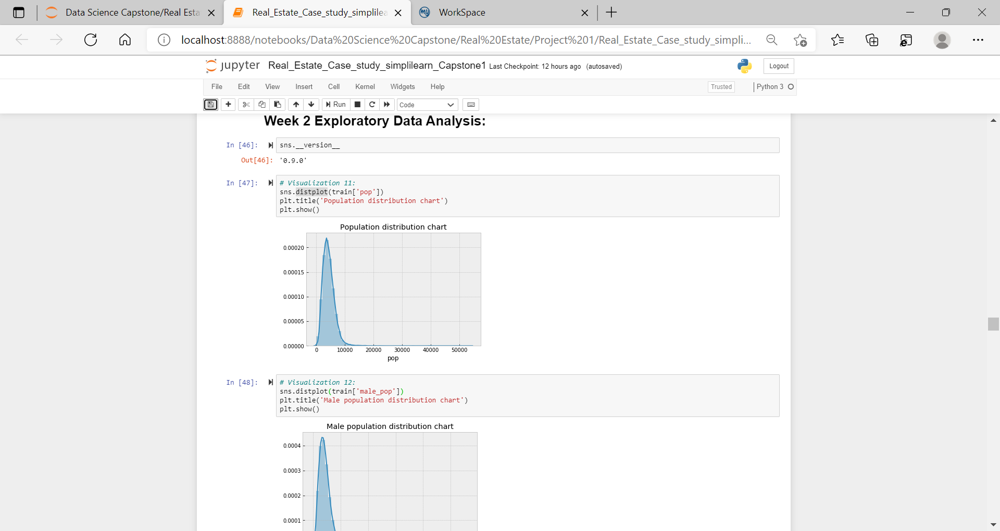 Data Science Capstone/Real Esta
Real_Estate_Case_study_simplilea
WorkSpace
localhost:8888/notebooks/Data%20Science%20Capstone/Real%20Estate/Project%201/Real_Estate_Case_study_simpli...
jupyter Real_Estate_Case_study_simplilearn_Capstone1 Last Checkpoint: 12 hours ago (autosaved)
Logout
File Edit View Insert Cell Kernel Widgets Help
Trusted
Python 3
Run
Code
Week 2 Exploratory Data Analysis:
In [46]: sns.__version__
Out[46]: '0.9.0'
In [47]: # Visualization 11:
sns.distplot(train['pop'])
plt.title('Population distribution chart')
plt.show()
Population distribution chart
0.00020
0.00015
0.00010
0.00005
0.00000
0 10000 20000 30000 40000 50000
pop
In [48]: # Visualization 12:
sns.distplot(train['male_pop'])
plt.title('Male population distribution chart')
plt.show()
Male population distribution chart
0.0004
0.0003
0.0002
0.0001